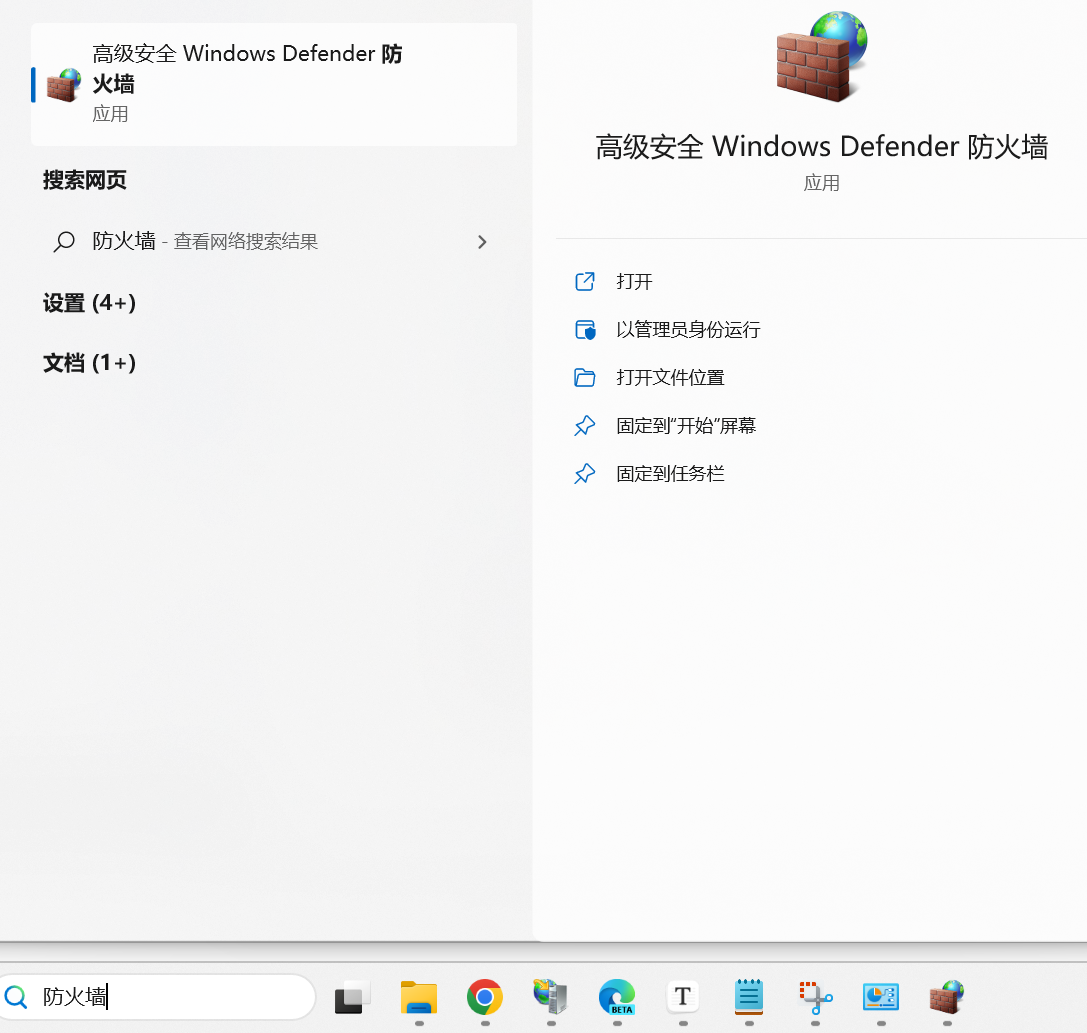 高级安全 Windows Defender 防
火墙
应用
搜索网页
防火墙 - 查看网络搜索结果
设置 (4+)
文档 (1+)
高级安全 Windows Defender 防火墙
应用
打开
以管理员身份运行
打开文件位置
固定到“开始”屏幕
固定到任务栏
防火墙
BETA
T